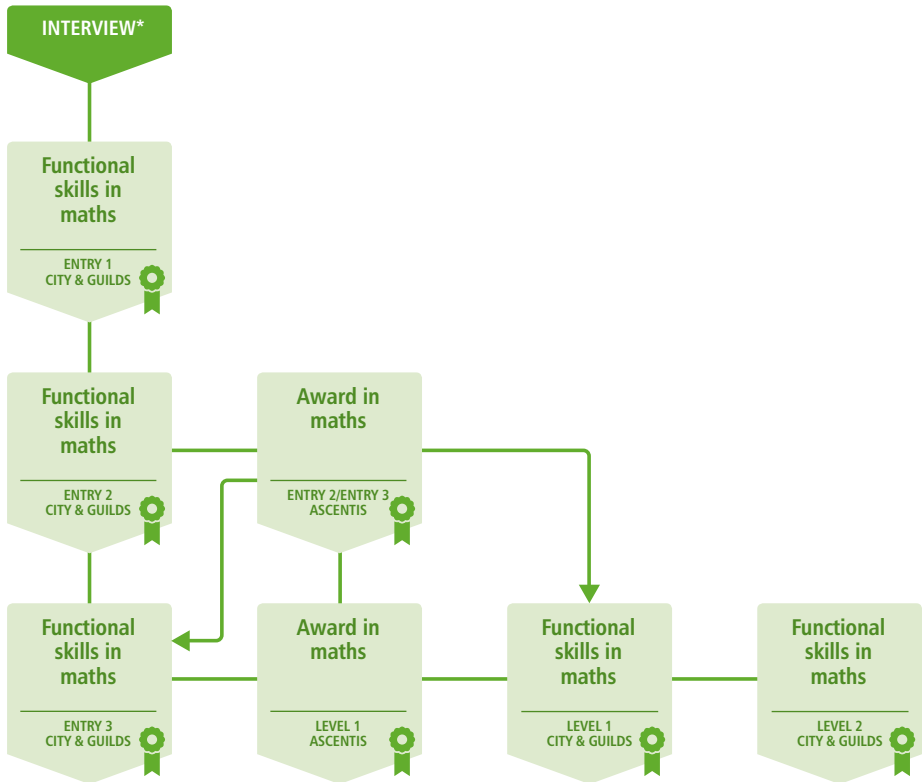 INTERVIEW*
Functional
skills in
maths
ENTRY 1
CITY & GUILDS
Functional
skills in
maths
ENTRY 2
CITY & GUILDS
Award in
maths
ENTRY 2/ENTRY 3
ASCENTIS
Functional
skills in
maths
ENTRY 3
CITY & GUILDS
Award in
maths
LEVEL 1
ASCENTIS
Functional
skills in
maths
LEVEL 1
CITY & GUILDS
Functional
skills in
maths
LEVEL 2
CITY & GUILDS